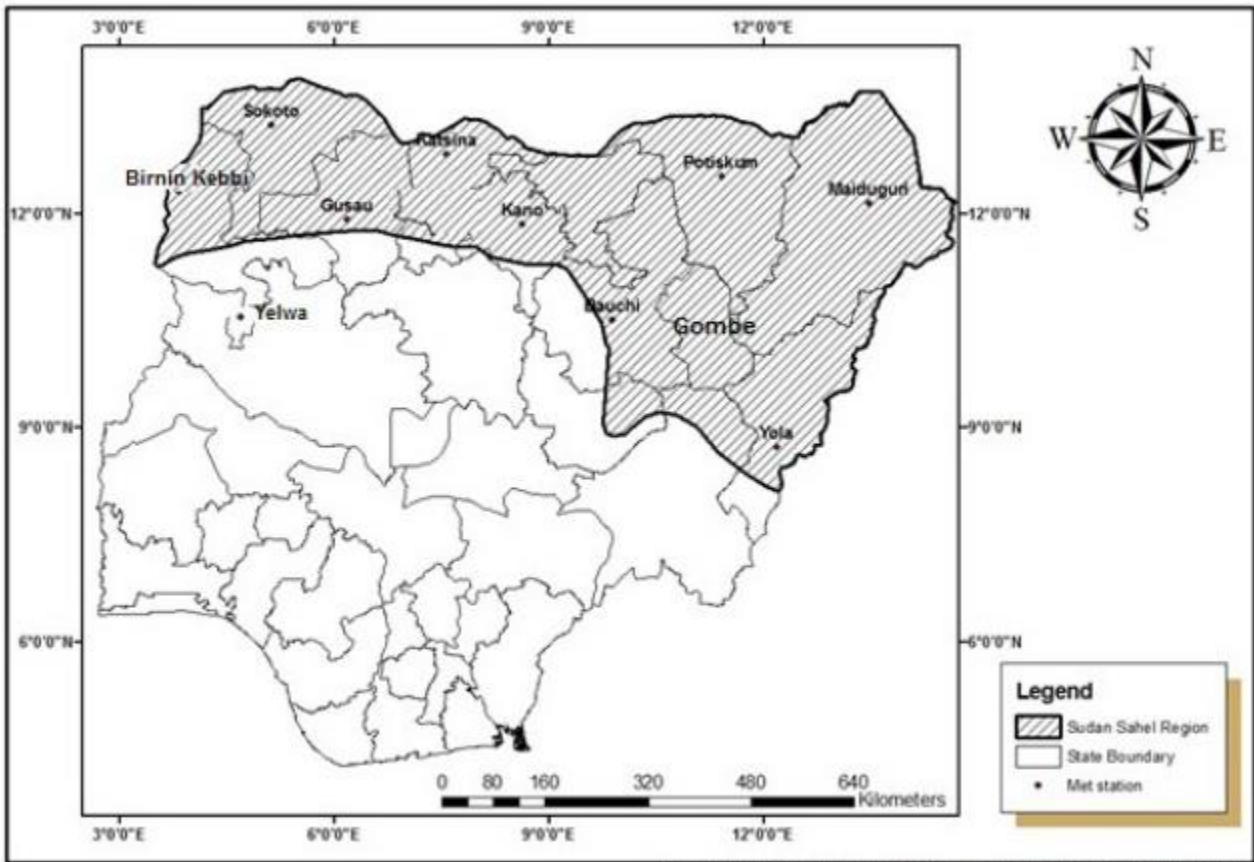 3°0'0"E 6°0'0"E 9°0'0"E 12°0'0"E
N
W E
S
Sokoto
Katsina
Birnin Kebbi
Potiskum
Maiduguri
12°0'0"N 12°0'0"N
Gusau
Kano
Yelwa
Bauchi
Gombe
9°0'0"N 9°0'0"N
Yola
6°0'0"N 6°0'0"N
Legend
Sudan Sahel Region
State Boundary
Met station
0 80 160 320 480 640
Kilometers
3°0'0"E 6°0'0"E 9°0'0"E 12°0'0"E